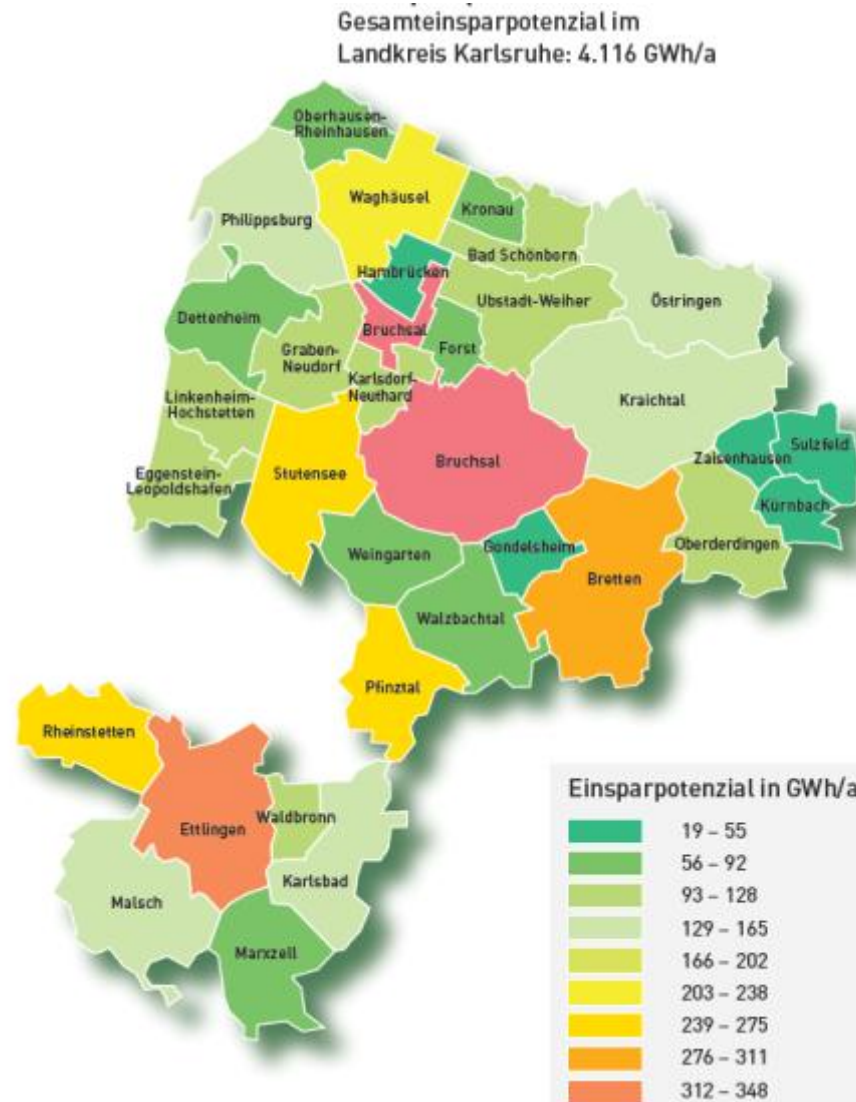 Gesamteinsparpotenzial im
Landkreis Karlsruhe: 4.116 GWh/a
Oberhausen-
Rheinhausen
Waghäusel
Kronau
Philippsburg
Bad Schönborn
Hambrücken
Ubstadt-Weiher
Östringen
Dettenheim
Bruchsal
Forst
Graben-
Neudorf
Karlsdorf-
Neuthard
Kraichtal
Linkenheim-
Hochstetten
Sulzfeld
Zaisenhausen
Bruchsal
Stutensee
Eggenstein-
Leopoldshafen
Kürnbach
Oberderdingen
Weingarten
Gondelsheim
Bretten
Walzbachtal
Pfinztal
Rheinstetten
Waldbronn
Ettlingen
Karlsbad
Malsch
Marxzell
Einsparpotenzial in GWh/a
19 – 55
56 – 92
93 – 128
129 – 165
166 – 202
203 – 238
239 – 275
276 – 311
312 – 348